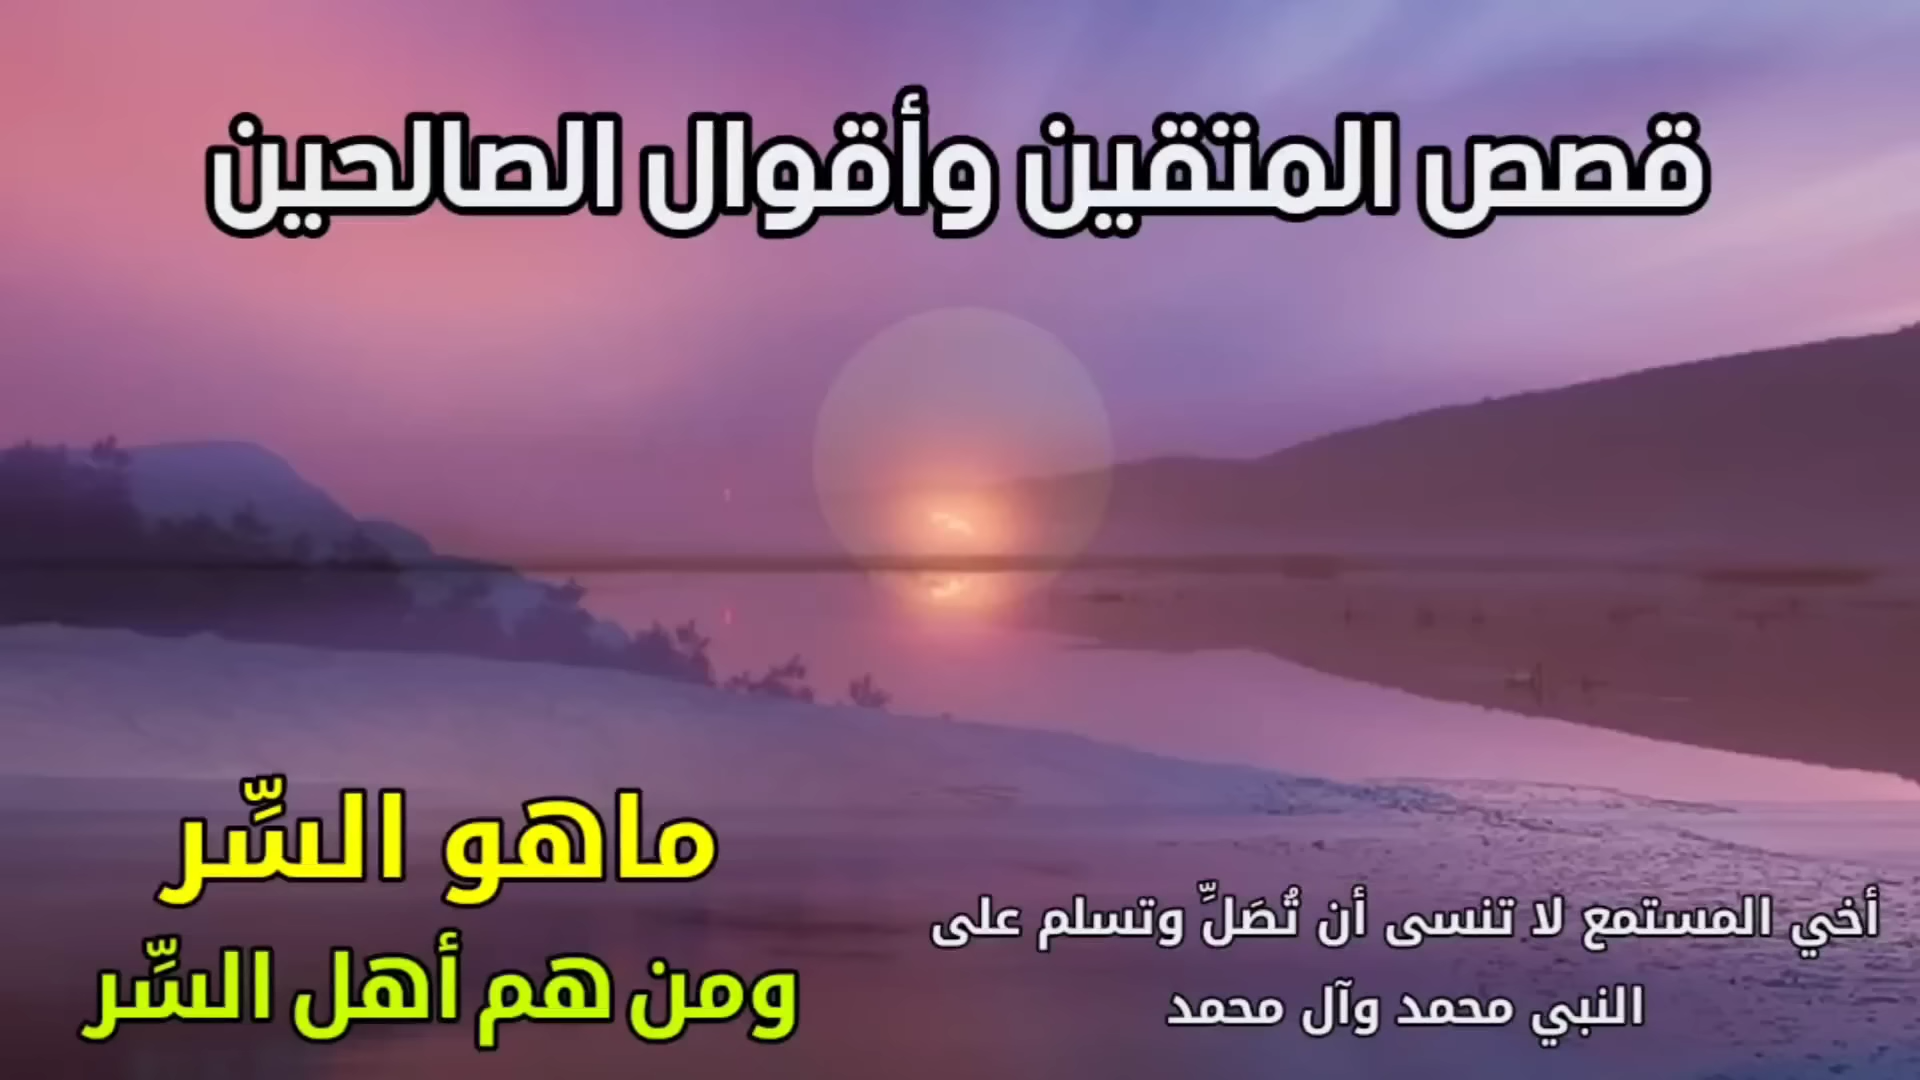 قصص المتقين وأقوال الصالحين
ماهو السِّر
ومن هم أهل السِّر
أخي المستمع لا تنسى أن تُصَلِّ وتسلم على
النبي محمد وآل محمد